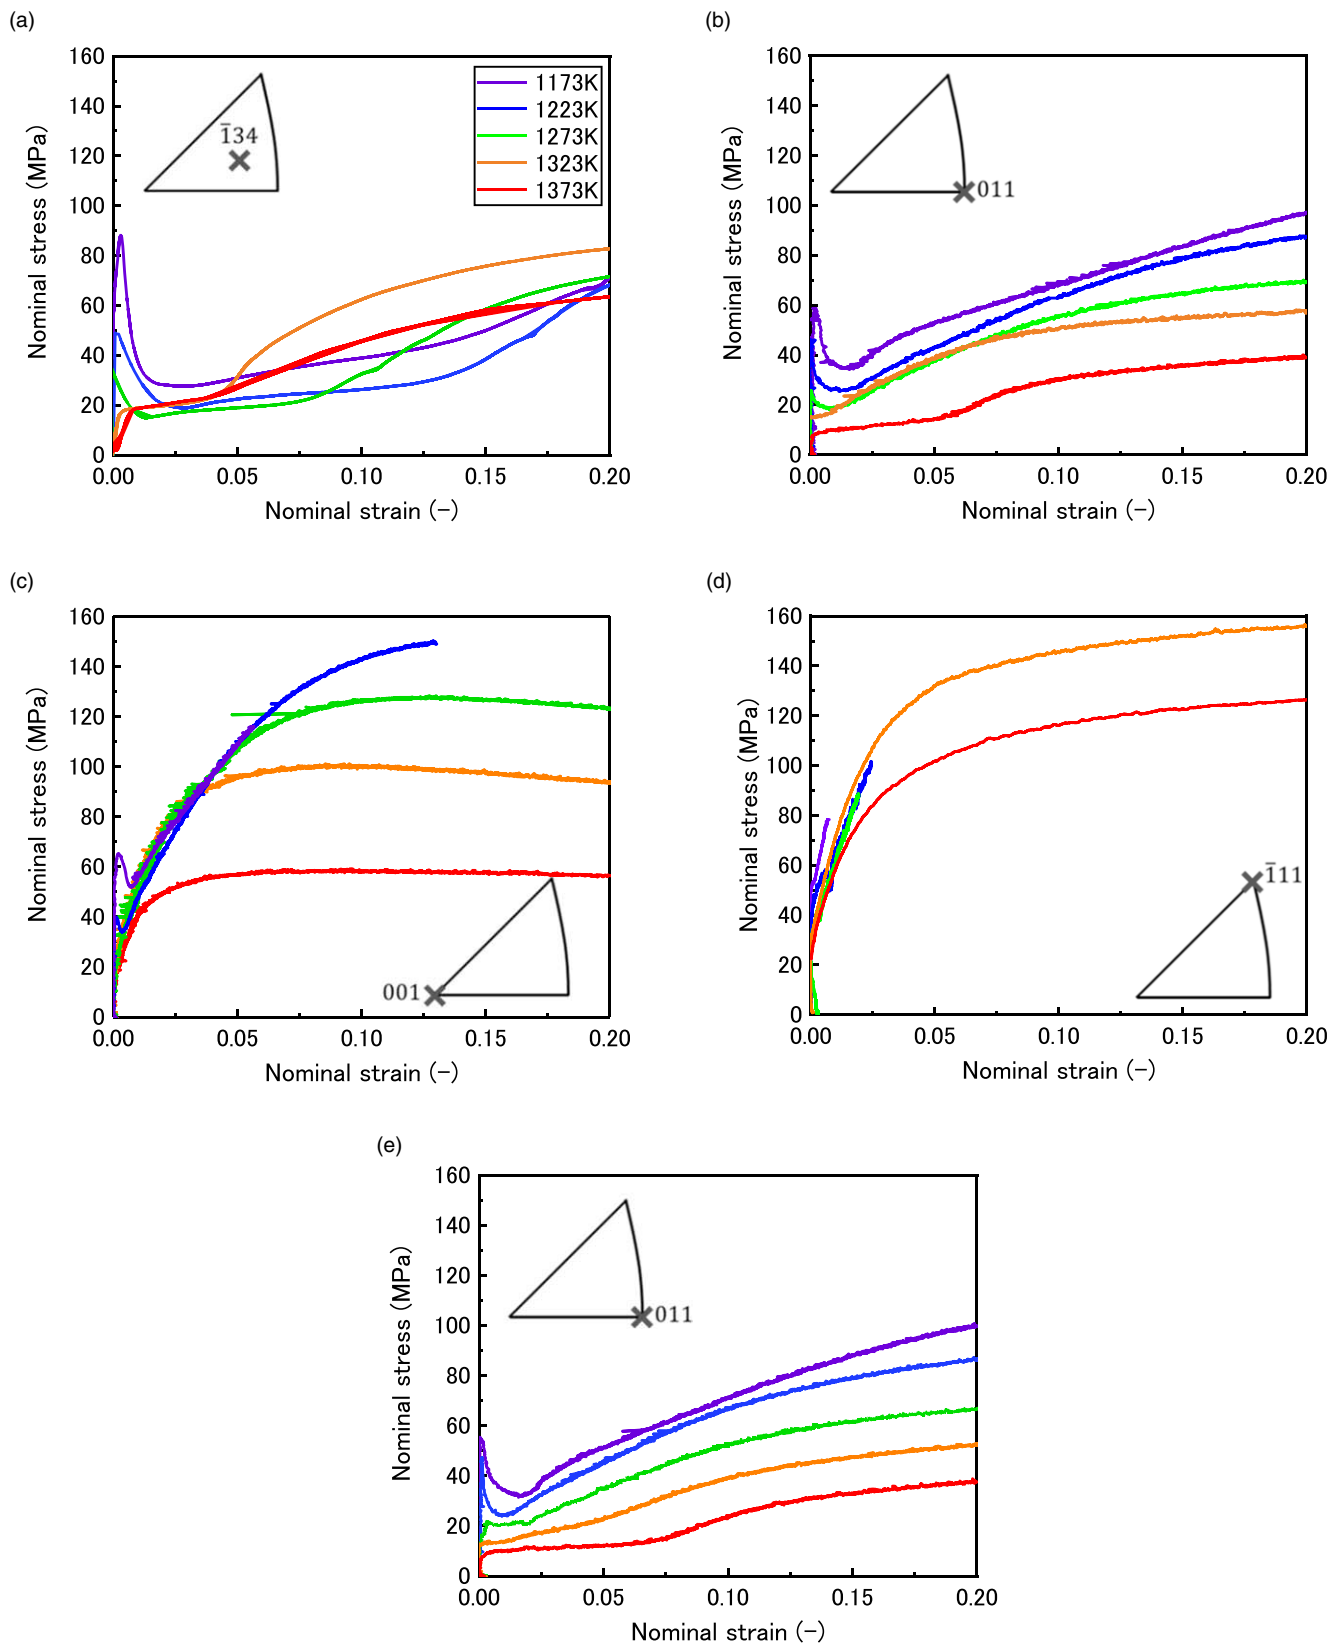 (a)
160
140
120
100
80
60
40
20
0
Nominal stress (MPa)
1̅34
1173K
1223K
1273K
1323K
1373K
0.00 0.05 0.10 0.15 0.20
Nominal strain (−)
(b)
160
140
120
100
80
60
40
20
0
Nominal stress (MPa)
011
0.00 0.05 0.10 0.15 0.20
Nominal strain (−)
(c)
160
140
120
100
80
60
40
20
0
Nominal stress (MPa)
001
0.00 0.05 0.10 0.15 0.20
Nominal strain (−)
(d)
160
140
120
100
80
60
40
20
0
Nominal stress (MPa)
1̅11
0.00 0.05 0.10 0.15 0.20
Nominal strain (−)
(e)
160
140
120
100
80
60
40
20
0
Nominal stress (MPa)
011
0.00 0.05 0.10 0.15 0.20
Nominal strain (−)